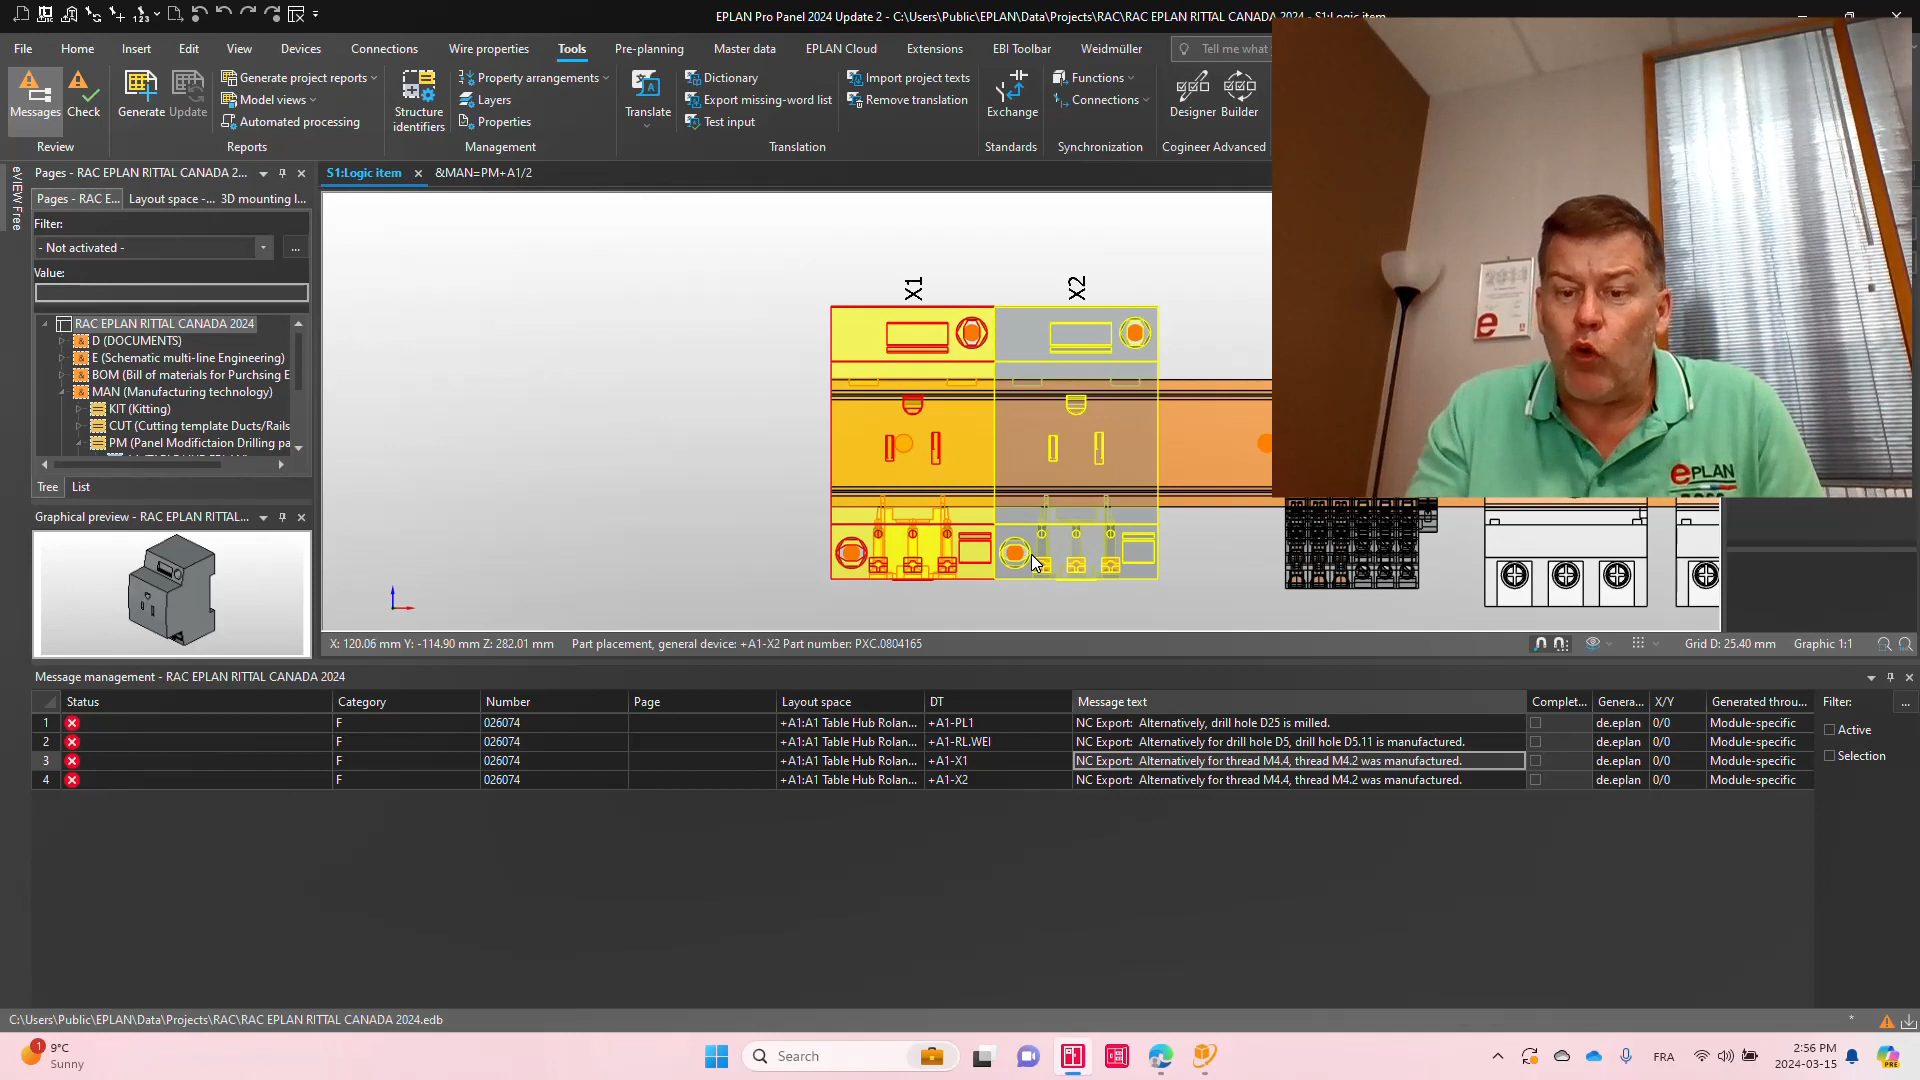 EPLAN Pro Panel 2024 Update 2 - C:\Users\Public\EPLAN\Data\Projects\RAC\RAC EPLAN RITTAL CANADA 2024 - S1:Logic item
File Home Insert Edit View Devices Connections Wire properties Tools Pre-planning Master data EPLAN Cloud Extensions EBI Toolbar Weidmüller Tell me what
Messages Check
Review
Generate Update
Generate project reports
Model views
Automated processing
Reports
Structure identifiers
Property arrangements
Layers
Properties
Management
Translate
Dictionary
Export missing-word list
Test input
Import project texts
Remove translation
Translation
Exchange
Standards
Functions
Connections
Synchronization
Designer Builder
Cogineer Advanced
eVIEW Free
Pages - RAC EPLAN RITTAL CANADA 2...
Pages - RAC E... Layout space -... 3D mounting l...
Filter:
- Not activated -
...
Value:
RAC EPLAN RITTAL CANADA 2024
D (DOCUMENTS)
E (Schematic multi-line Engineering)
BOM (Bill of materials for Purchsing E
MAN (Manufacturing technology)
KIT (Kitting)
CUT (Cutting template Ducts/Rails
PM (Panel Modifictaion Drilling pa
Tree List
Graphical preview - RAC EPLAN RITTAL...
S1:Logic item &MAN=PM+A1/2
X1 X2
ePLAN
X: 120.06 mm Y: -114.90 mm Z: 282.01 mm Part placement, general device: +A1-X2 Part number: PXC.0804165 Grid D: 25.40 mm Graphic 1:1
Message management - RAC EPLAN RITTAL CANADA 2024
Status Category Number Page Layout space DT Message text Complet... Genera... X/Y Generated throu... Filter: ...
1 F 026074 +A1:A1 Table Hub Rolan... +A1-PL1 NC Export: Alternatively, drill hole D25 is milled. de.eplan 0/0 Module-specific
2 F 026074 +A1:A1 Table Hub Rolan... +A1-RL.WEI NC Export: Alternatively for drill hole D5, drill hole D5.11 is manufactured. de.eplan 0/0 Module-specific
3 F 026074 +A1:A1 Table Hub Rolan... +A1-X1 NC Export: Alternatively for thread M4.4, thread M4.2 was manufactured. de.eplan 0/0 Module-specific
4 F 026074 +A1:A1 Table Hub Rolan... +A1-X2 NC Export: Alternatively for thread M4.4, thread M4.2 was manufactured. de.eplan 0/0 Module-specific
Active
Selection
C:\Users\Public\EPLAN\Data\Projects\RAC\RAC EPLAN RITTAL CANADA 2024.edb
1
9°C
Sunny
Search
FRA
2:56 PM
2024-03-15
PRE